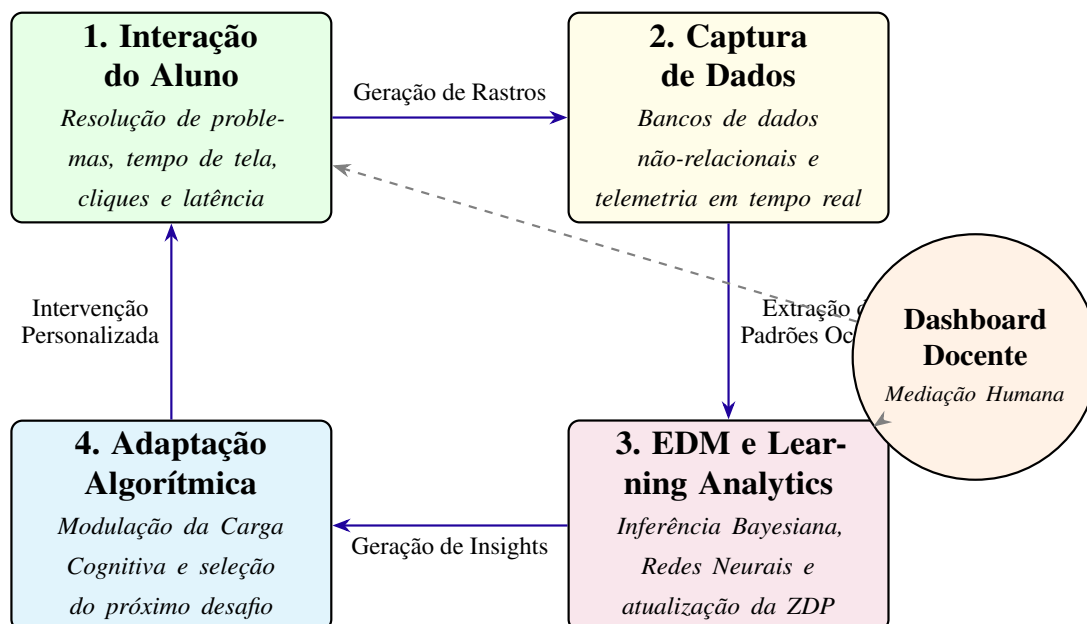 1. Interação
do Aluno
Resolução de proble-
mas, tempo de tela,
cliques e latência
Geração de Rastros
2. Captura
de Dados
Bancos de dados
não-relacionais e
telemetria em tempo real
Intervenção
Personalizada
Extração
Padrões
Dashboard
Docente
Mediação Humana
4. Adaptação
Algorítmica
Modulação da Carga
Cognitiva e seleção
do próximo desafio
Geração de Insights
3. EDM e Lear-
ning Analytics
Inferência Bayesiana,
Redes Neurais e
atualização da ZDP